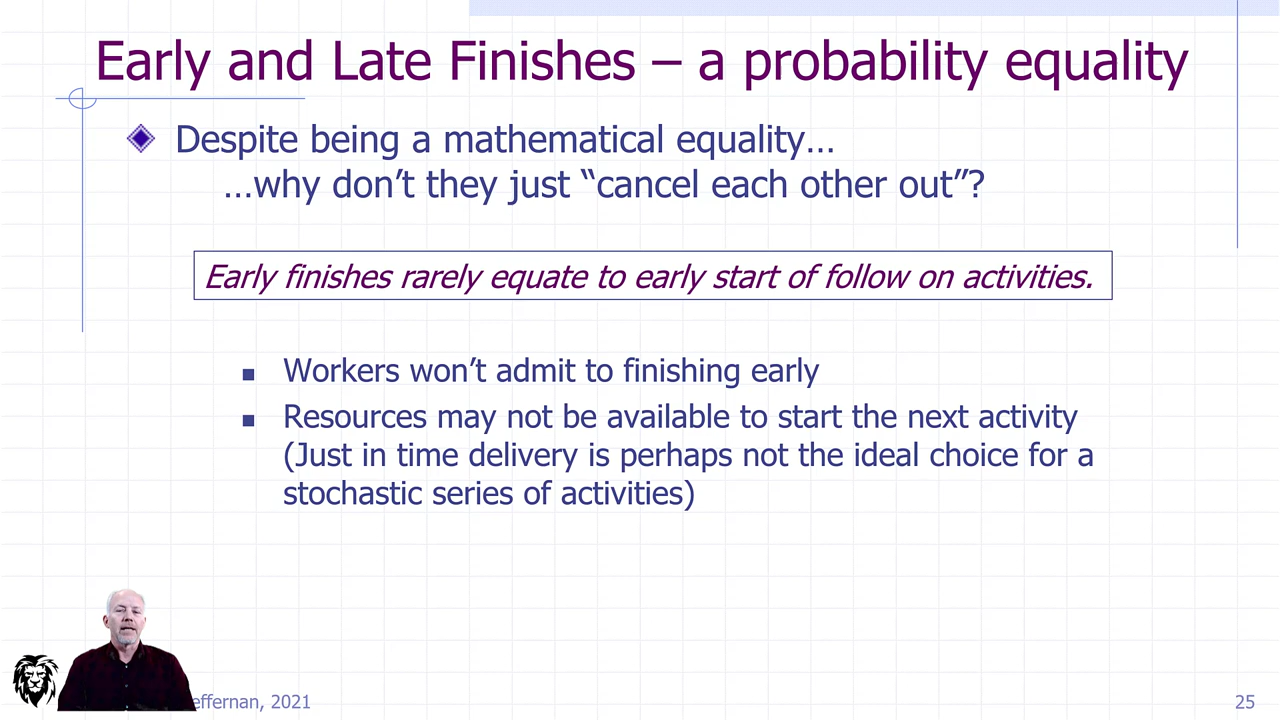 Early and Late Finishes – a probability equality
Despite being a mathematical equality…
…why don’t they just “cancel each other out”?
Early finishes rarely equate to early start of follow on activities.
Workers won’t admit to finishing early
Resources may not be available to start the next activity
(Just in time delivery is perhaps not the ideal choice for a
stochastic series of activities)
2021
25